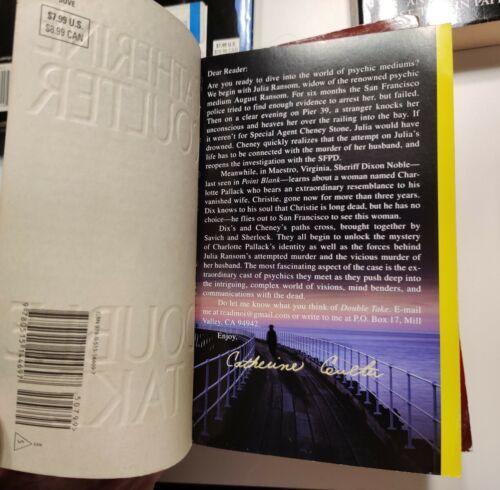 JOVE
$7.99 U.S.
$8.99 CAN
Dear Reader:
Are you ready to dive into the world of psychic mediums?
We begin with Julia Ransom, widow of the renowned psychic
medium August Ransom. For six months the San Francisco
police tried to find enough evidence to arrest her, but failed.
Then on a clear evening on Pier 39, a stranger knocks her
unconscious and heaves her over the railing into the bay. If
it weren't for Special Agent Cheney Stone, Julia would have
drowned. Cheney quickly realizes that the attempt on Julia's
life has to be connected with the murder of her husband, and
reopens the investigation with the SFPD.
Meanwhile, in Maestro, Virginia, Sheriff Dixon Noble—
last seen in Point Blank—learns about a woman named Char-
lotte Pallack who bears an extraordinary resemblance to his
vanished wife, Christie, gone now for more than three years.
Dix knows to his soul that Christie is long dead, but he has no
choice—he flies out to San Francisco to see this woman.
Dix's and Cheney's paths cross, brought together by
Savich and Sherlock. They all begin to unlock the mystery
of Charlotte Pallack's identity as well as the forces behind
Julia Ransom's attempted murder and the vicious murder of
her husband. The most fascinating aspect of the case is the ex-
traordinary cast of psychics they meet as they push deep into
the intriguing, complex world of visions, mind benders, and
communications with the dead.
Do let me know what you think of Double Take. E-mail
me at readmoi@gmail.com or write to me at P.O. Box 17, Mill
Valley, CA 94942.
Enjoy,
Catherine Coulter
50799
S